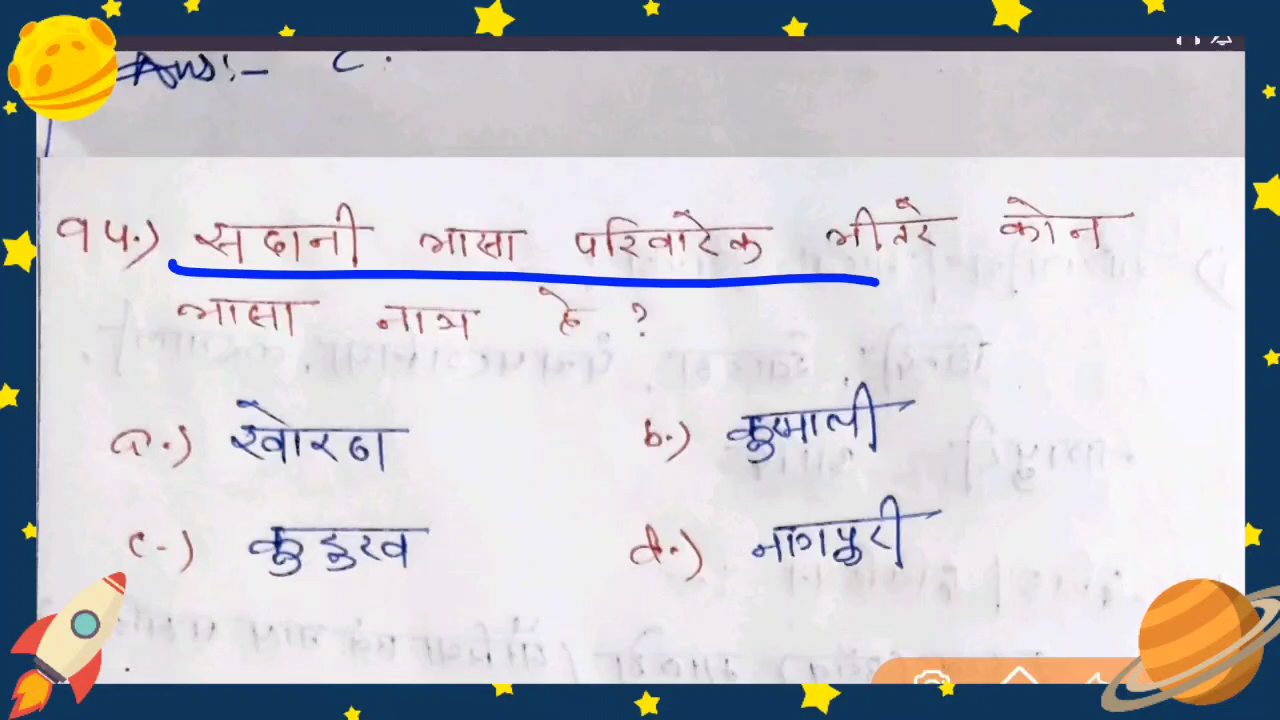 Ans:- C.
१५.) सदानी भासा परिवारेक भीतरे कोन
भासा नाञ हे ?
a.) खोरठा
b.) कुरमाली
c.) कुड़ुख
d.) नागपुरी